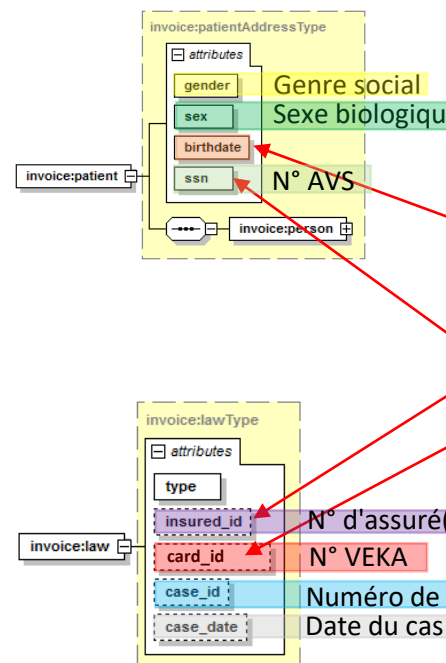 invoice:patientAddressType
attributes
gender Genre social
sex Sexe biologiqu
birthdate
ssn N° AVS
invoice:patient
invoice:person
invoice:lawType
attributes
type
insured_id N° d'assuré(
invoice:law
card_id N° VEKA
case_id Numéro de
case_date Date du cas